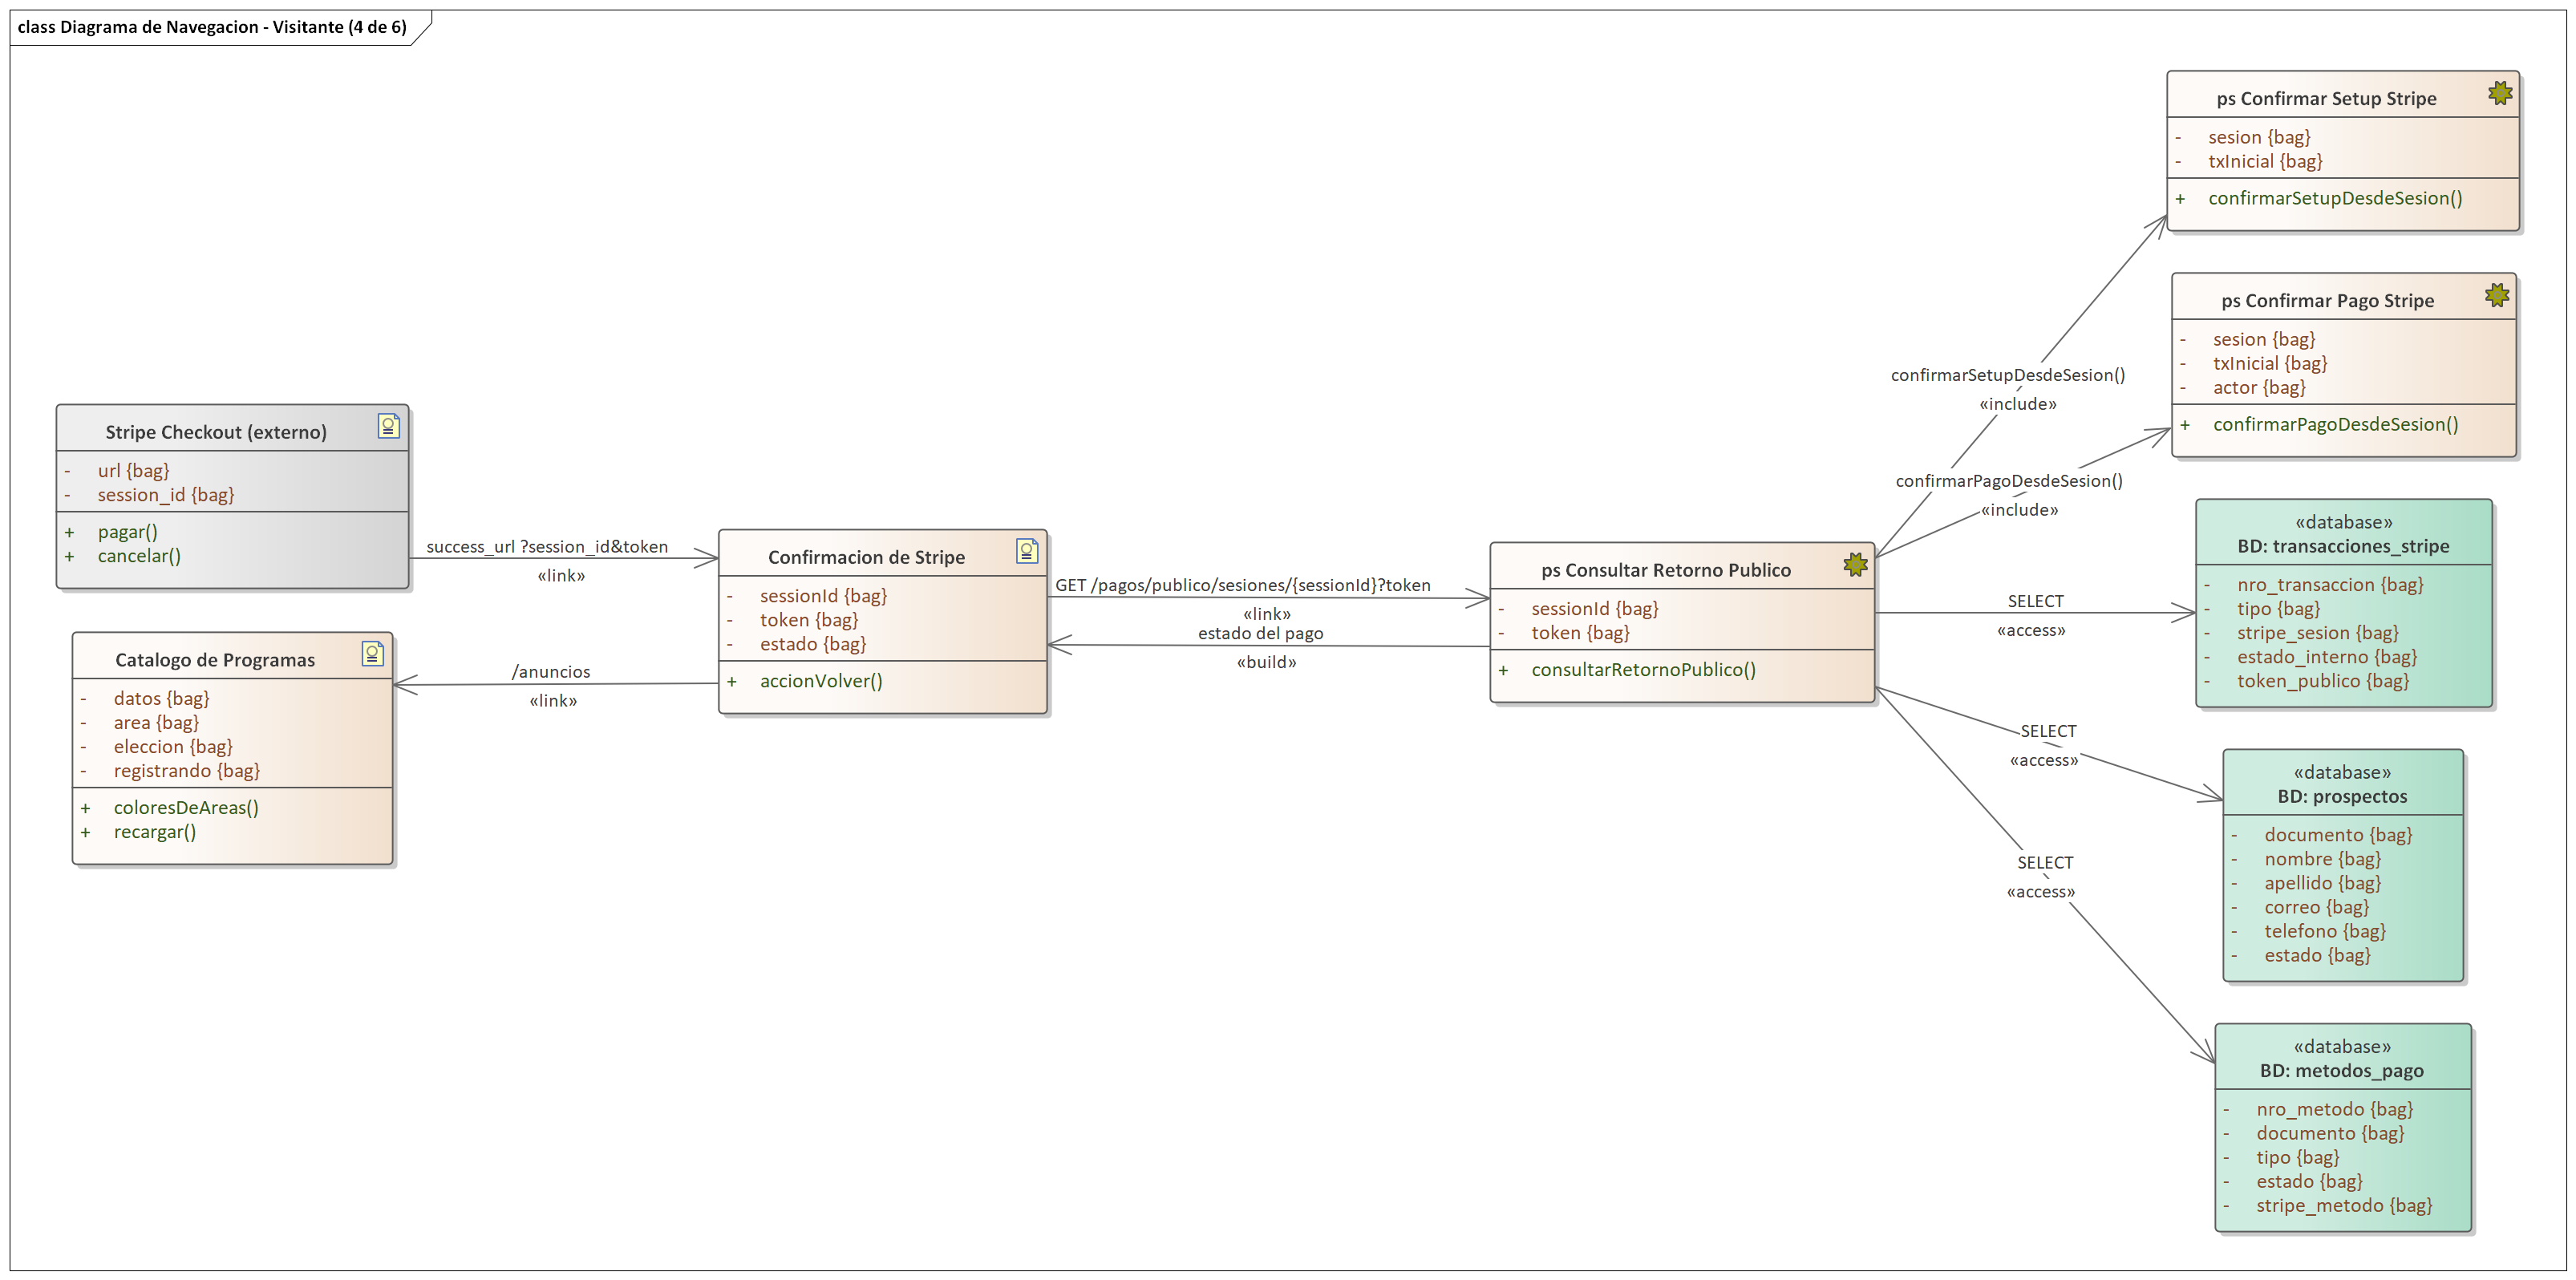 class Diagrama de Navegacion - Visitante (4 de 6)
Stripe Checkout (externo)
- url {bag}
- session_id {bag}
+ pagar()
+ cancelar()
success_url ?session_id&token
«link»
Catalogo de Programas
- datos {bag}
- area {bag}
- eleccion {bag}
- registrando {bag}
+ coloresDeAreas()
+ recargar()
/anuncios
«link»
Confirmacion de Stripe
- sessionId {bag}
- token {bag}
- estado {bag}
+ accionVolver()
GET /pagos/publico/sesiones/{sessionId}?token
«link»
estado del pago
«build»
ps Consultar Retorno Publico
- sessionId {bag}
- token {bag}
+ consultarRetornoPublico()
confirmarSetupDesdeSesion()
«include»
confirmarPagoDesdeSesion()
«include»
SELECT
«access»
SELECT
«access»
SELECT
«access»
ps Confirmar Setup Stripe
- sesion {bag}
- txInicial {bag}
+ confirmarSetupDesdeSesion()
ps Confirmar Pago Stripe
- sesion {bag}
- txInicial {bag}
- actor {bag}
+ confirmarPagoDesdeSesion()
«database»
BD: transacciones_stripe
- nro_transaccion {bag}
- tipo {bag}
- stripe_sesion {bag}
- estado_interno {bag}
- token_publico {bag}
«database»
BD: prospectos
- documento {bag}
- nombre {bag}
- apellido {bag}
- correo {bag}
- telefono {bag}
- estado {bag}
«database»
BD: metodos_pago
- nro_metodo {bag}
- documento {bag}
- tipo {bag}
- estado {bag}
- stripe_metodo {bag}